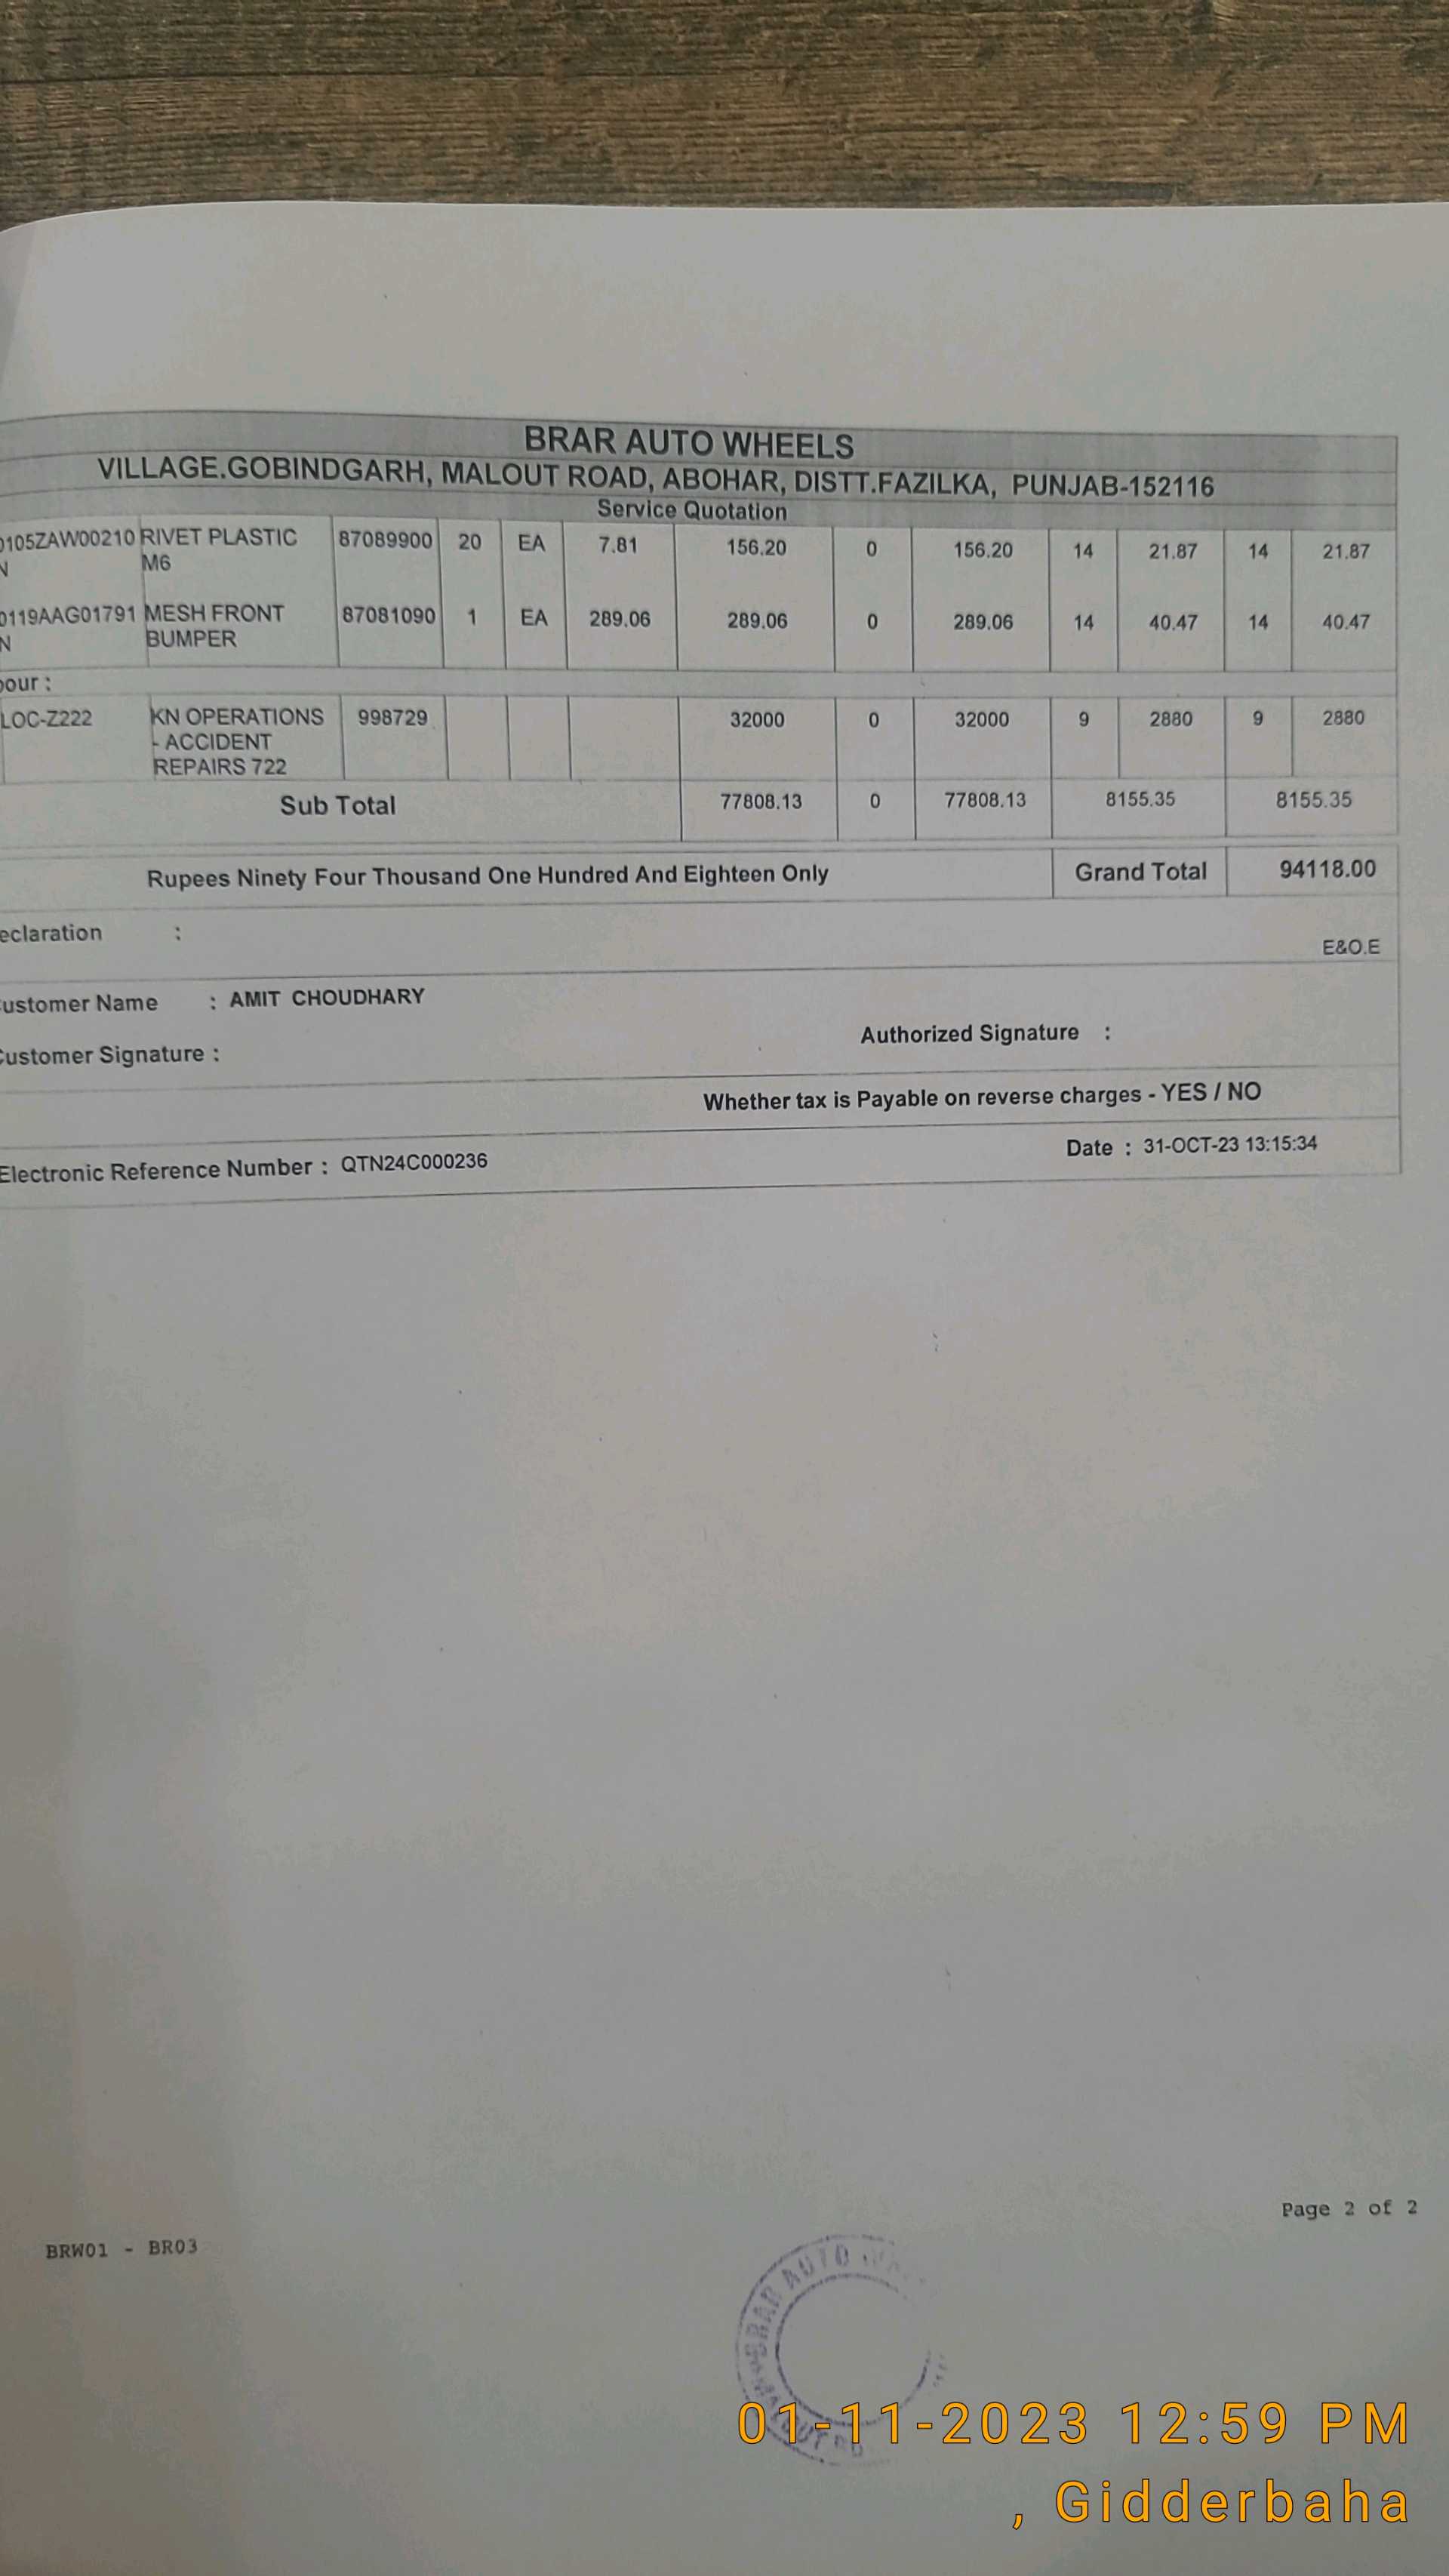 BRAR AUTO WHEELS
VILLAGE.GOBINDGARH, MALOUT ROAD, ABOHAR, DISTT.FAZILKA, PUNJAB-152116
Service Quotation
0105ZAW00210 RIVET PLASTIC 87089900 20 EA 7.81 156.20 0 156.20 14 21.87 14 21.87
N M6
0119AAG01791 MESH FRONT 87081090 1 EA 289.06 289.06 0 289.06 14 40.47 14 40.47
N BUMPER
bour :
LOC-Z222 KN OPERATIONS 998729 32000 0 32000 9 2880 9 2880
- ACCIDENT
REPAIRS 722
Sub Total 77808.13 0 77808.13 8155.35 8155.35
Rupees Ninety Four Thousand One Hundred And Eighteen Only Grand Total 94118.00
eclaration :
E&O.E
ustomer Name : AMIT CHOUDHARY
Authorized Signature :
Customer Signature :
Whether tax is Payable on reverse charges - YES / NO
Electronic Reference Number : QTN24C000236 Date : 31-OCT-23 13:15:34
Page 2 of 2
BRW01 - BR03
BRAR AUTO
01-11-2023 12:59 PM
, Gidderbaha